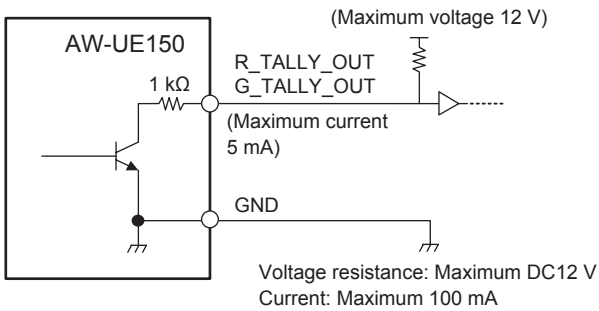 (Maximum voltage 12 V)
AW-UE150
R_TALLY_OUT
G_TALLY_OUT
1 kΩ
(Maximum current
5 mA)
GND
Voltage resistance: Maximum DC12 V
Current: Maximum 100 mA